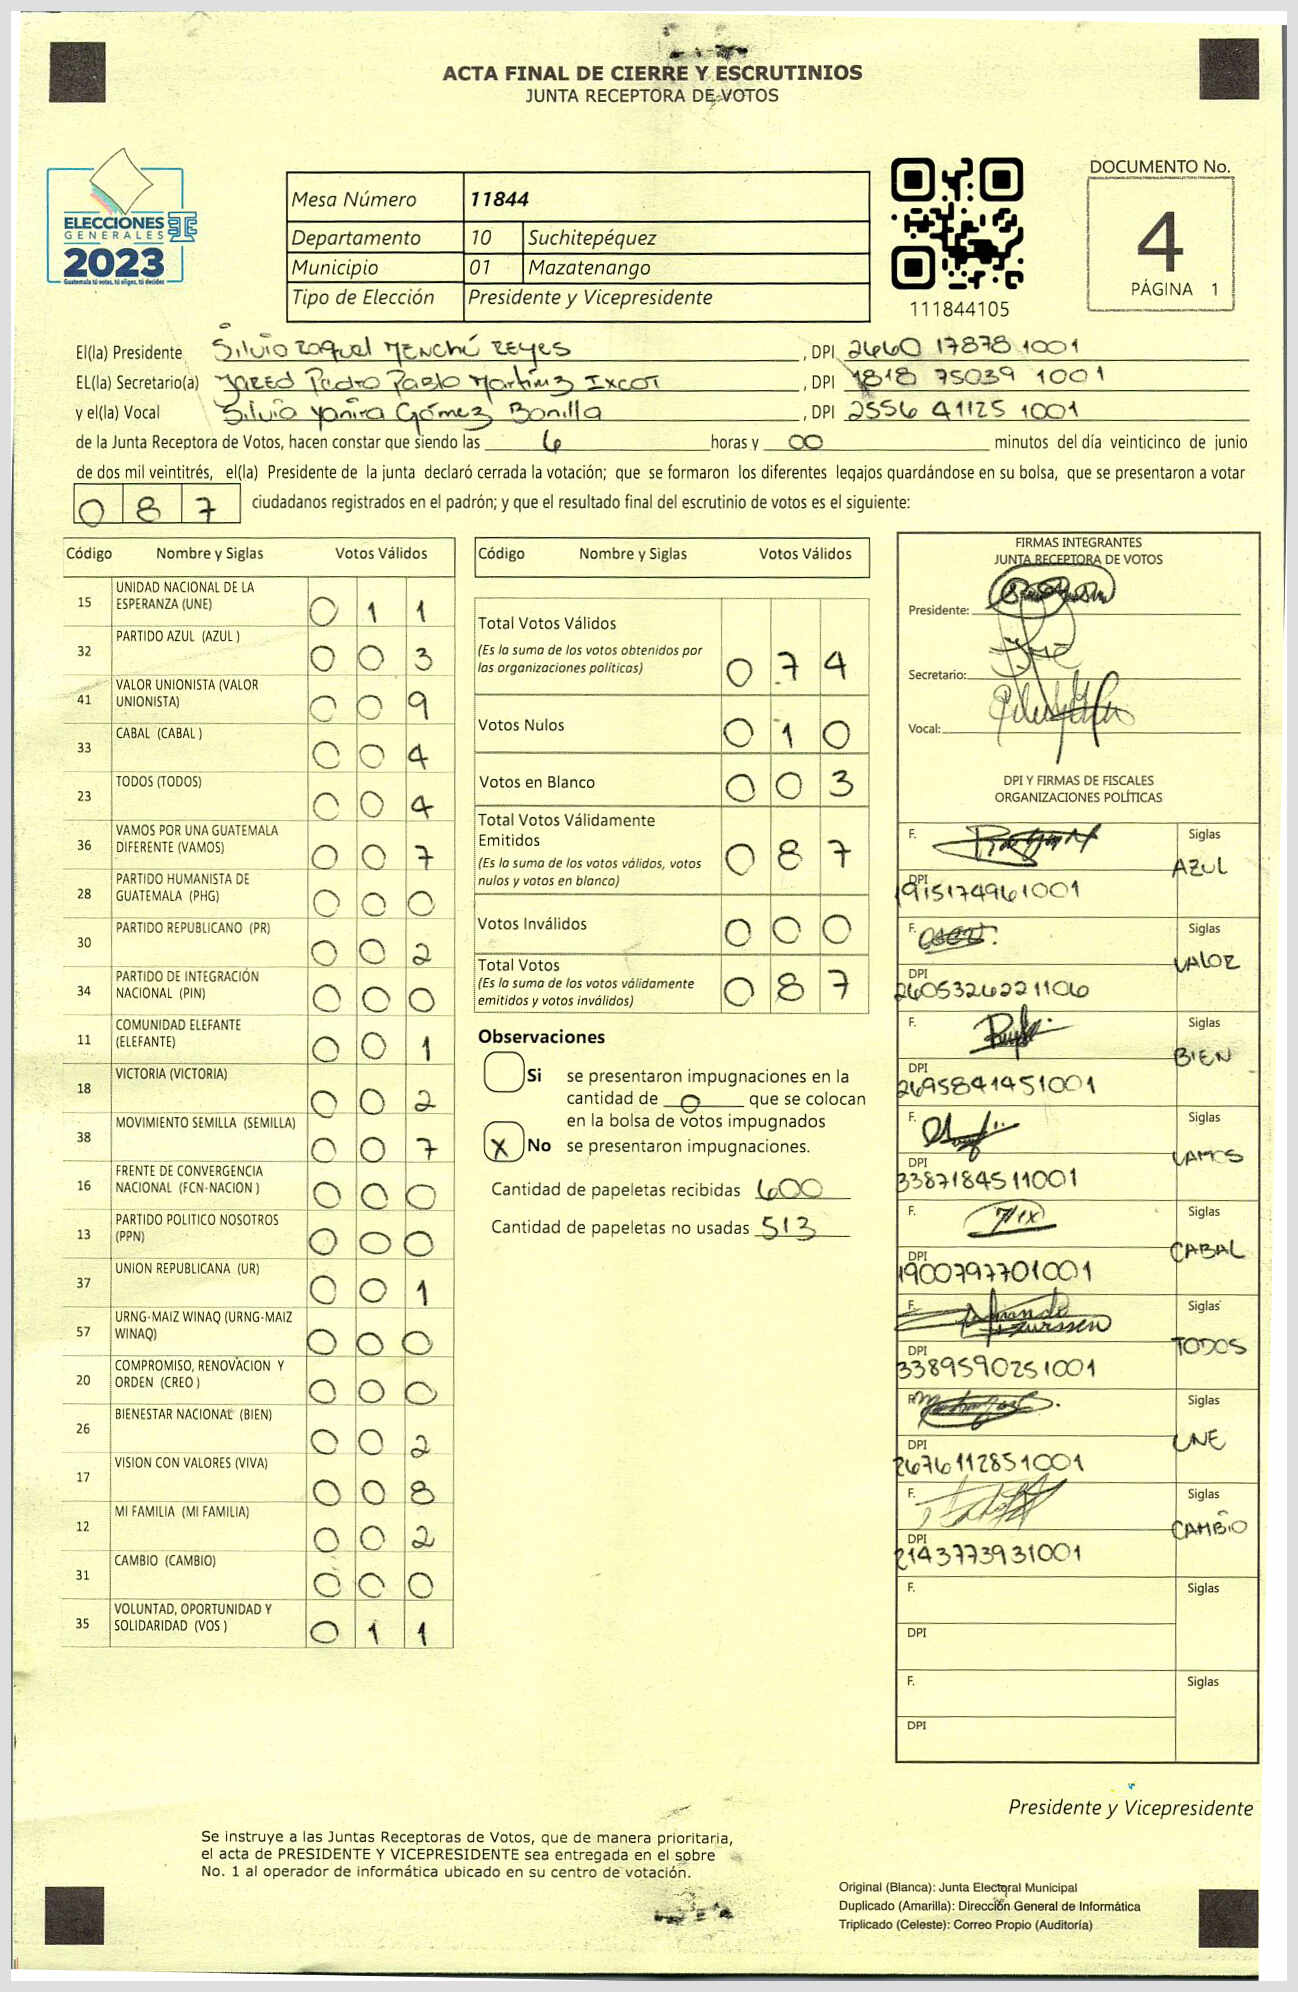 ACTA FINAL DE CIERRE Y ESCRUTINIOS
JUNTA RECEPTORA DE VOTOS
ELECCIONES
GENERALES
2023
Guatemala tú votas, tú eliges, tú decides
Mesa Número 11844
Departamento 10 Suchitepéquez
Municipio 01 Mazatenango
Tipo de Elección Presidente y Vicepresidente
111844105
DOCUMENTO No.
4
PÁGINA 1
El(la) Presidente Silvia Raquel Menchú Reyes , DPI 2660 17878 1001
EL(la) Secretario(a) Jared Pedro Pablo Martínez Ixcot , DPI 1818 75039 1001
y el(la) Vocal Silvia Yanira Gómez Bonilla , DPI 2556 41125 1001
de la Junta Receptora de Votos, hacen constar que siendo las 6 horas y 00 minutos del día veinticinco de junio
de dos mil veintitrés, el(la) Presidente de la junta declaró cerrada la votación; que se formaron los diferentes legajos quardándose en su bolsa, que se presentaron a votar
0 8 7 ciudadanos registrados en el padrón; y que el resultado final del escrutinio de votos es el siguiente:
Código Nombre y Siglas Votos Válidos
15 UNIDAD NACIONAL DE LA ESPERANZA (UNE) 0 1 1
32 PARTIDO AZUL (AZUL ) 0 0 3
41 VALOR UNIONISTA (VALOR UNIONISTA) 0 0 9
33 CABAL (CABAL ) 0 0 4
23 TODOS (TODOS) 0 0 4
36 VAMOS POR UNA GUATEMALA DIFERENTE (VAMOS) 0 0 7
28 PARTIDO HUMANISTA DE GUATEMALA (PHG) 0 0 0
30 PARTIDO REPUBLICANO (PR) 0 0 2
34 PARTIDO DE INTEGRACIÓN NACIONAL (PIN) 0 0 0
11 COMUNIDAD ELEFANTE (ELEFANTE) 0 0 1
18 VICTORIA (VICTORIA) 0 0 2
38 MOVIMIENTO SEMILLA (SEMILLA) 0 0 7
16 FRENTE DE CONVERGENCIA NACIONAL (FCN-NACION ) 0 0 0
13 PARTIDO POLITICO NOSOTROS (PPN) 0 0 0
37 UNION REPUBLICANA (UR) 0 0 1
57 URNG-MAIZ WINAQ (URNG-MAIZ WINAQ) 0 0 0
20 COMPROMISO, RENOVACION Y ORDEN (CREO ) 0 0 0
26 BIENESTAR NACIONAL (BIEN) 0 0 2
17 VISION CON VALORES (VIVA) 0 0 8
12 MI FAMILIA (MI FAMILIA) 0 0 2
31 CAMBIO (CAMBIO) 0 0 0
35 VOLUNTAD, OPORTUNIDAD Y SOLIDARIDAD (VOS ) 0 1 1
Código Nombre y Siglas Votos Válidos
Total Votos Válidos
(Es la suma de los votos obtenidos por las organizaciones políticas) 0 7 4
Votos Nulos 0 1 0
Votos en Blanco 0 0 3
Total Votos Válidamente Emitidos
(Es la suma de los votos válidos, votos nulos y votos en blanco) 0 8 7
Votos Inválidos 0 0 0
Total Votos
(Es la suma de los votos válidamente emitidos y votos inválidos) 0 8 7
Observaciones
Si se presentaron impugnaciones en la
cantidad de 0 que se colocan
en la bolsa de votos impugnados
X No se presentaron impugnaciones.
Cantidad de papeletas recibidas 600
Cantidad de papeletas no usadas 513
FIRMAS INTEGRANTES
JUNTA RECEPTORA DE VOTOS
Presidente:
Secretario:
Vocal:
DPI Y FIRMAS DE FISCALES
ORGANIZACIONES POLÍTICAS
F. Siglas AZUL
DPI 1915174961001
F. Siglas VALOR
DPI 2605326221106
F. Siglas BIEN
DPI 2695841451001
F. Siglas VAMOS
DPI 3387184511001
F. Siglas CABAL
DPI 1900797701001
F. Siglas TODOS
DPI 3389590251001
F. Siglas UNE
DPI 2676112851001
F. Siglas CAMBIO
DPI 2143773931001
F. Siglas
DPI
F. Siglas
DPI
Presidente y Vicepresidente
Se instruye a las Juntas Receptoras de Votos, que de manera prioritaria,
el acta de PRESIDENTE Y VICEPRESIDENTE sea entregada en el sobre
No. 1 al operador de informática ubicado en su centro de votación.
Original (Blanca): Junta Electoral Municipal
Duplicado (Amarilla): Dirección General de Informática
Triplicado (Celeste): Correo Propio (Auditoría)